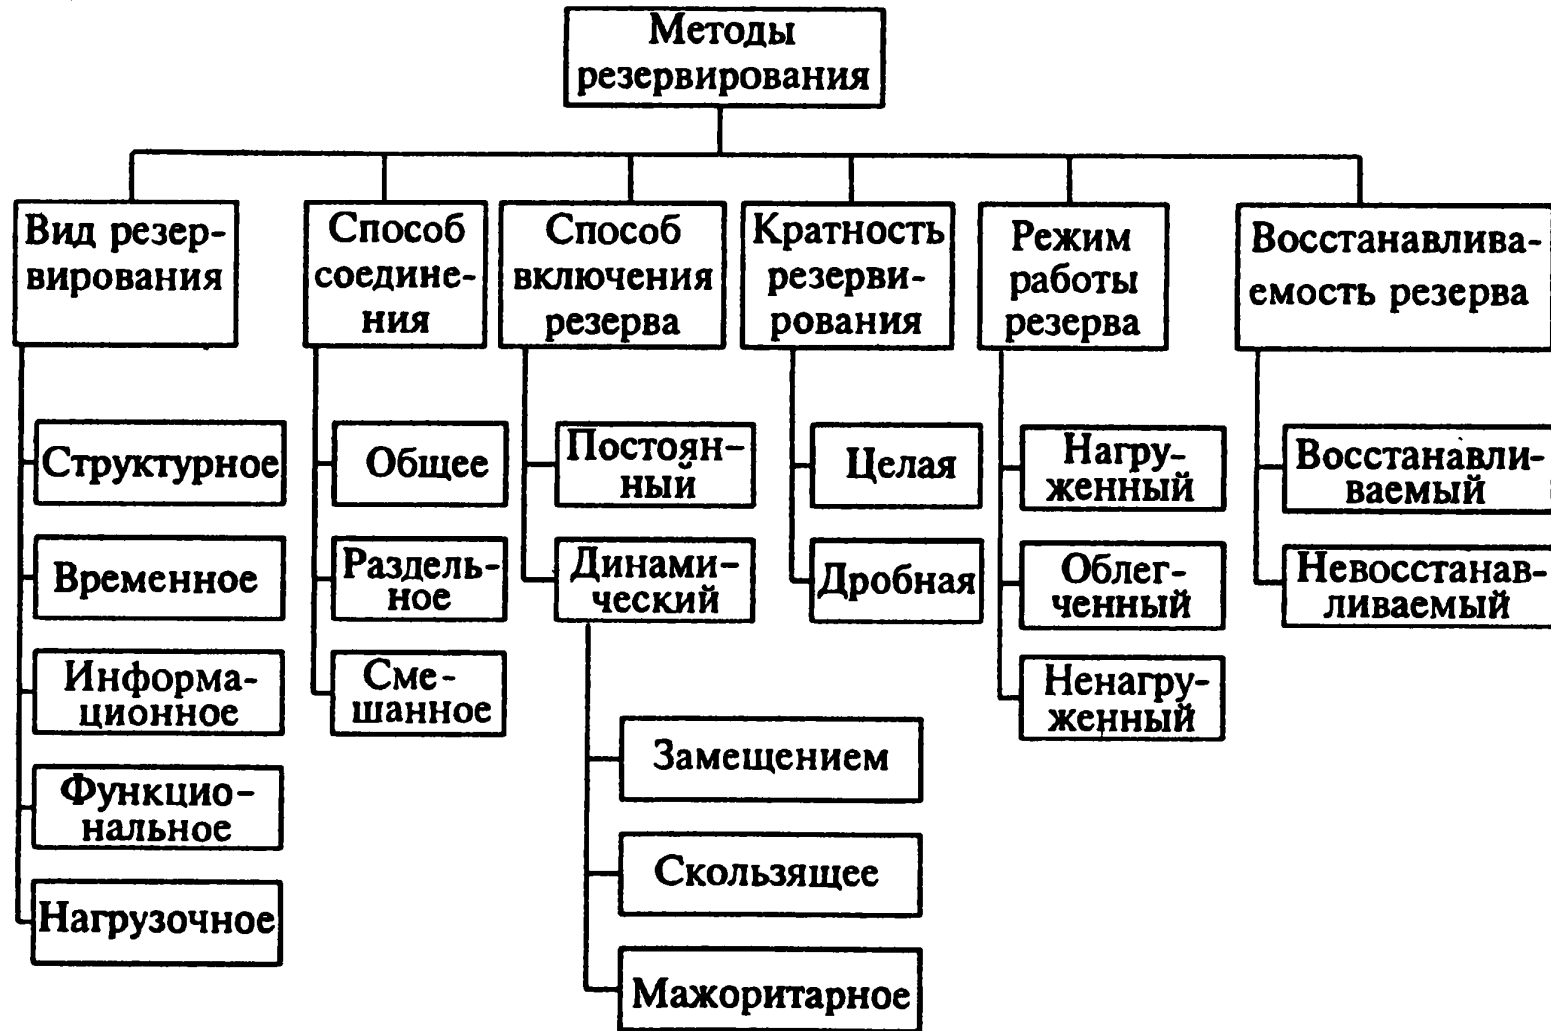 Методы
резервирования
Вид резер-
вирования
Способ
соедине-
ния
Способ
включения
резерва
Кратность
резерви-
рования
Режим
работы
резерва
Восстанавлива-
емость резерва
Структурное
Временное
Информа-
ционное
Функцио-
нальное
Нагрузочное
Общее
Раздель-
ное
Сме-
шанное
Постоян-
ный
Динами-
ческий
Замещением
Скользящее
Мажоритарное
Целая
Дробная
Нагру-
женный
Облег-
ченный
Ненагру-
женный
Восстанавли-
ваемый
Невосстанав-
ливаемый